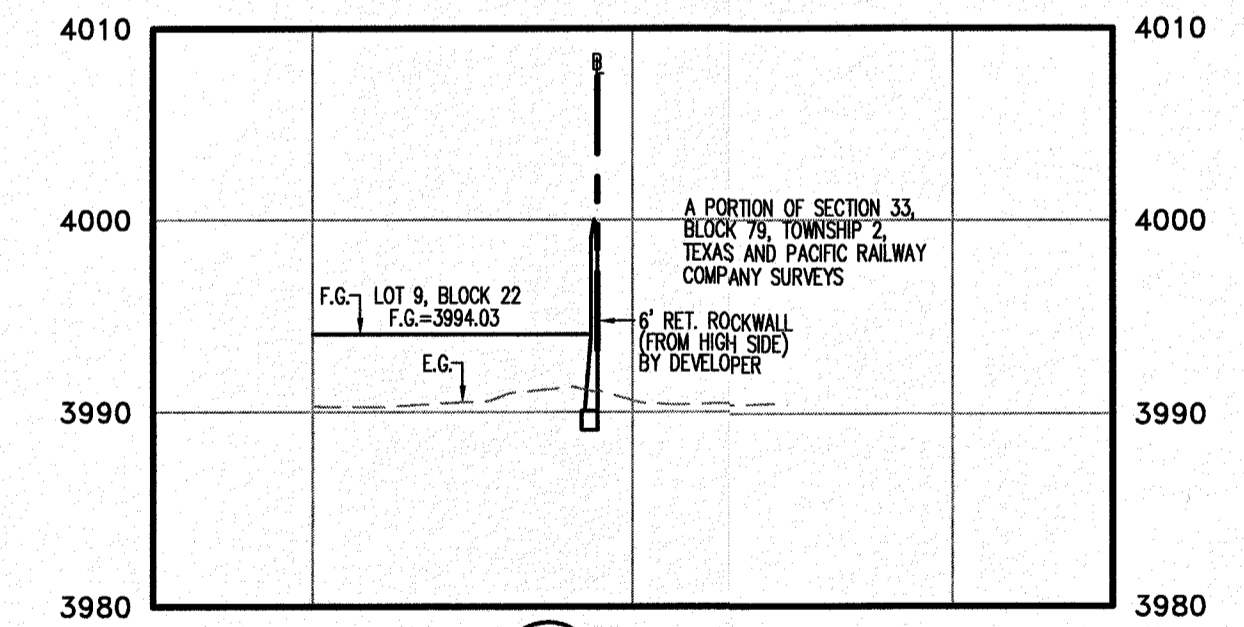 4010
4010
4000
4000
A PORTION OF SECTION 33,
BLOCK 79, TOWNSHIP 2,
TEXAS AND PACIFIC RAILWAY
COMPANY SURVEYS
F.G. LOT 9, BLOCK 22
F.G.=3994.03
6' RET. ROCKWALL
(FROM HIGH SIDE)
BY DEVELOPER
E.G.
3990
3990
3980
3980